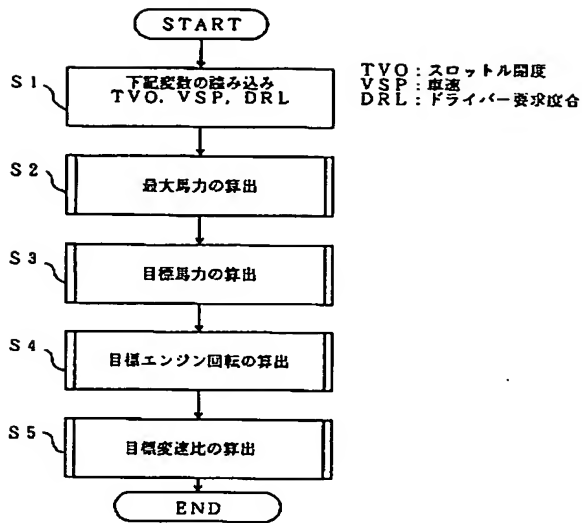 START
S1
下記変数の読み込み
TVO, VSP, DRL
TVO:スロットル開度
VSP:車速
DRL:ドライバー要求度合
S2
最大馬力の算出
S3
目標馬力の算出
S4
目標エンジン回転の算出
S5
目標変速比の算出
END